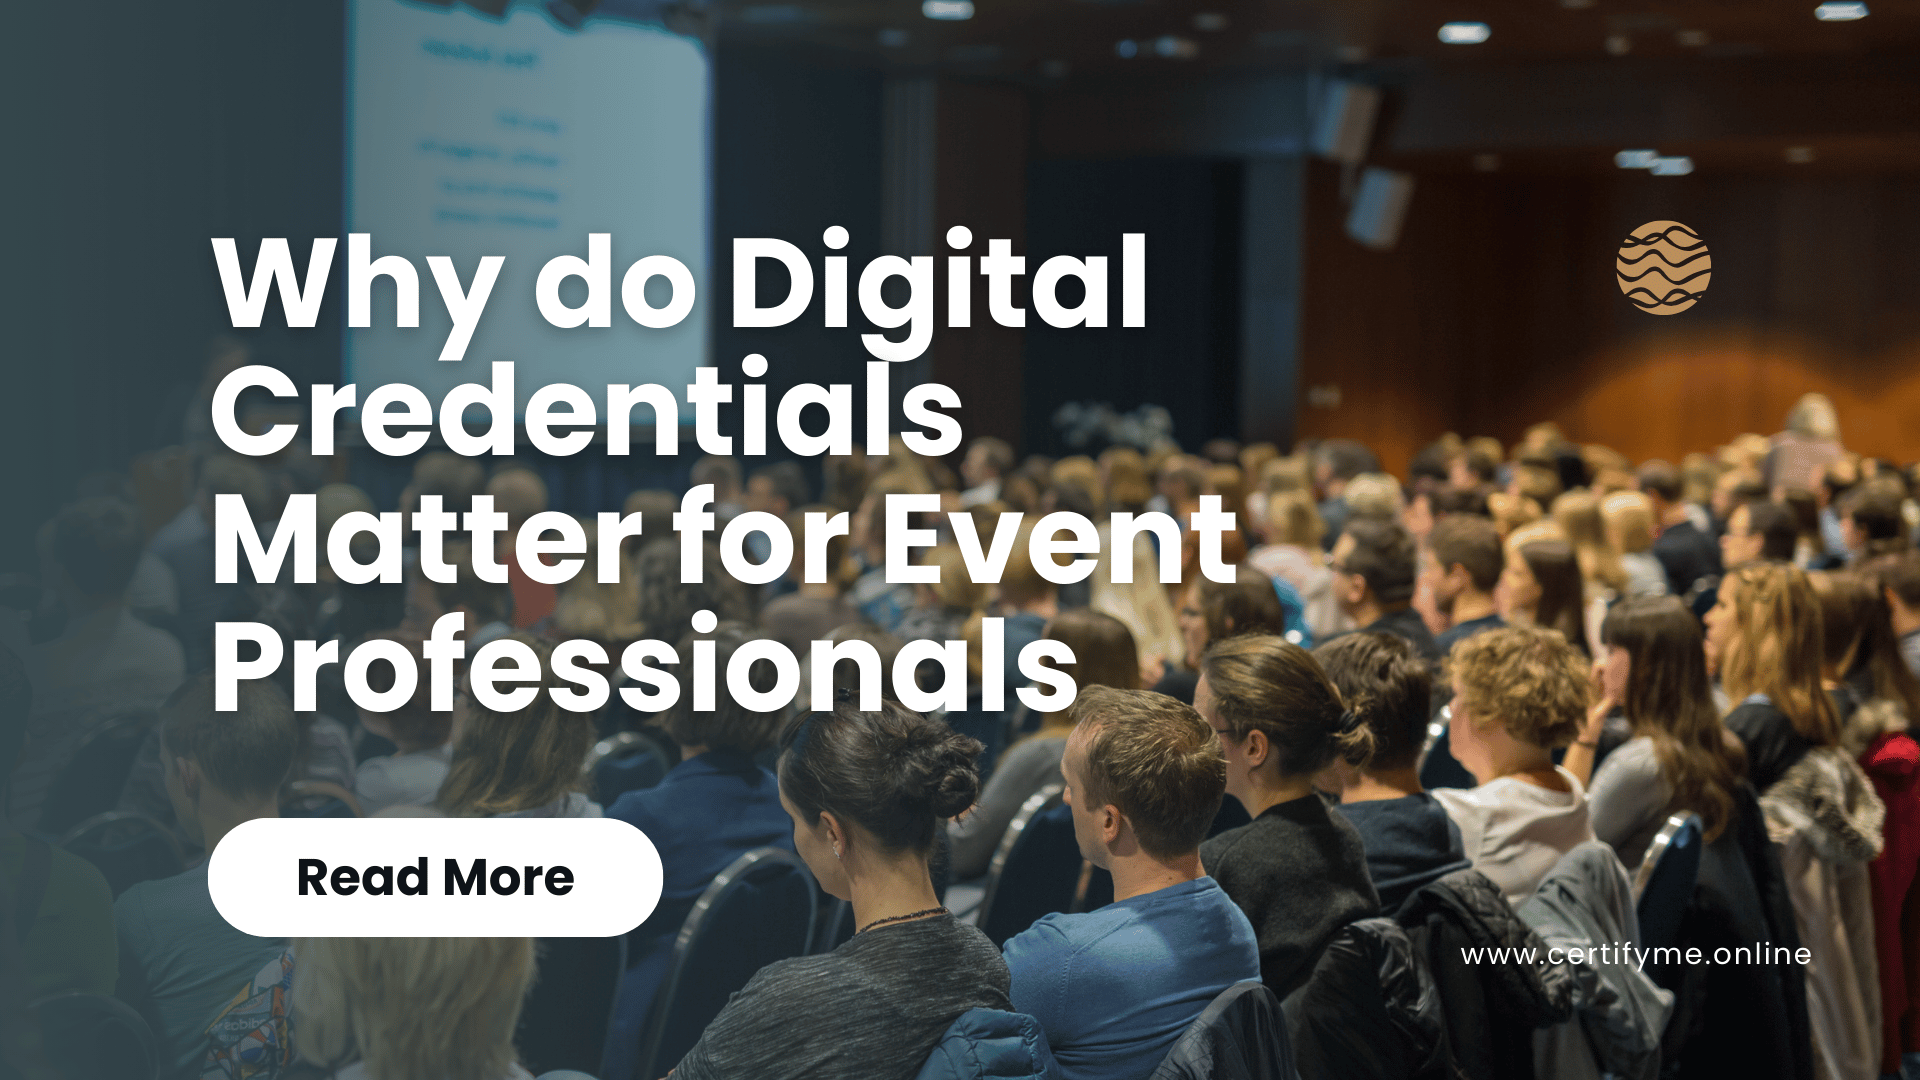 Why do Digital
Credentials
Matter for Event
Professionals
Read More
www.certifyme.online